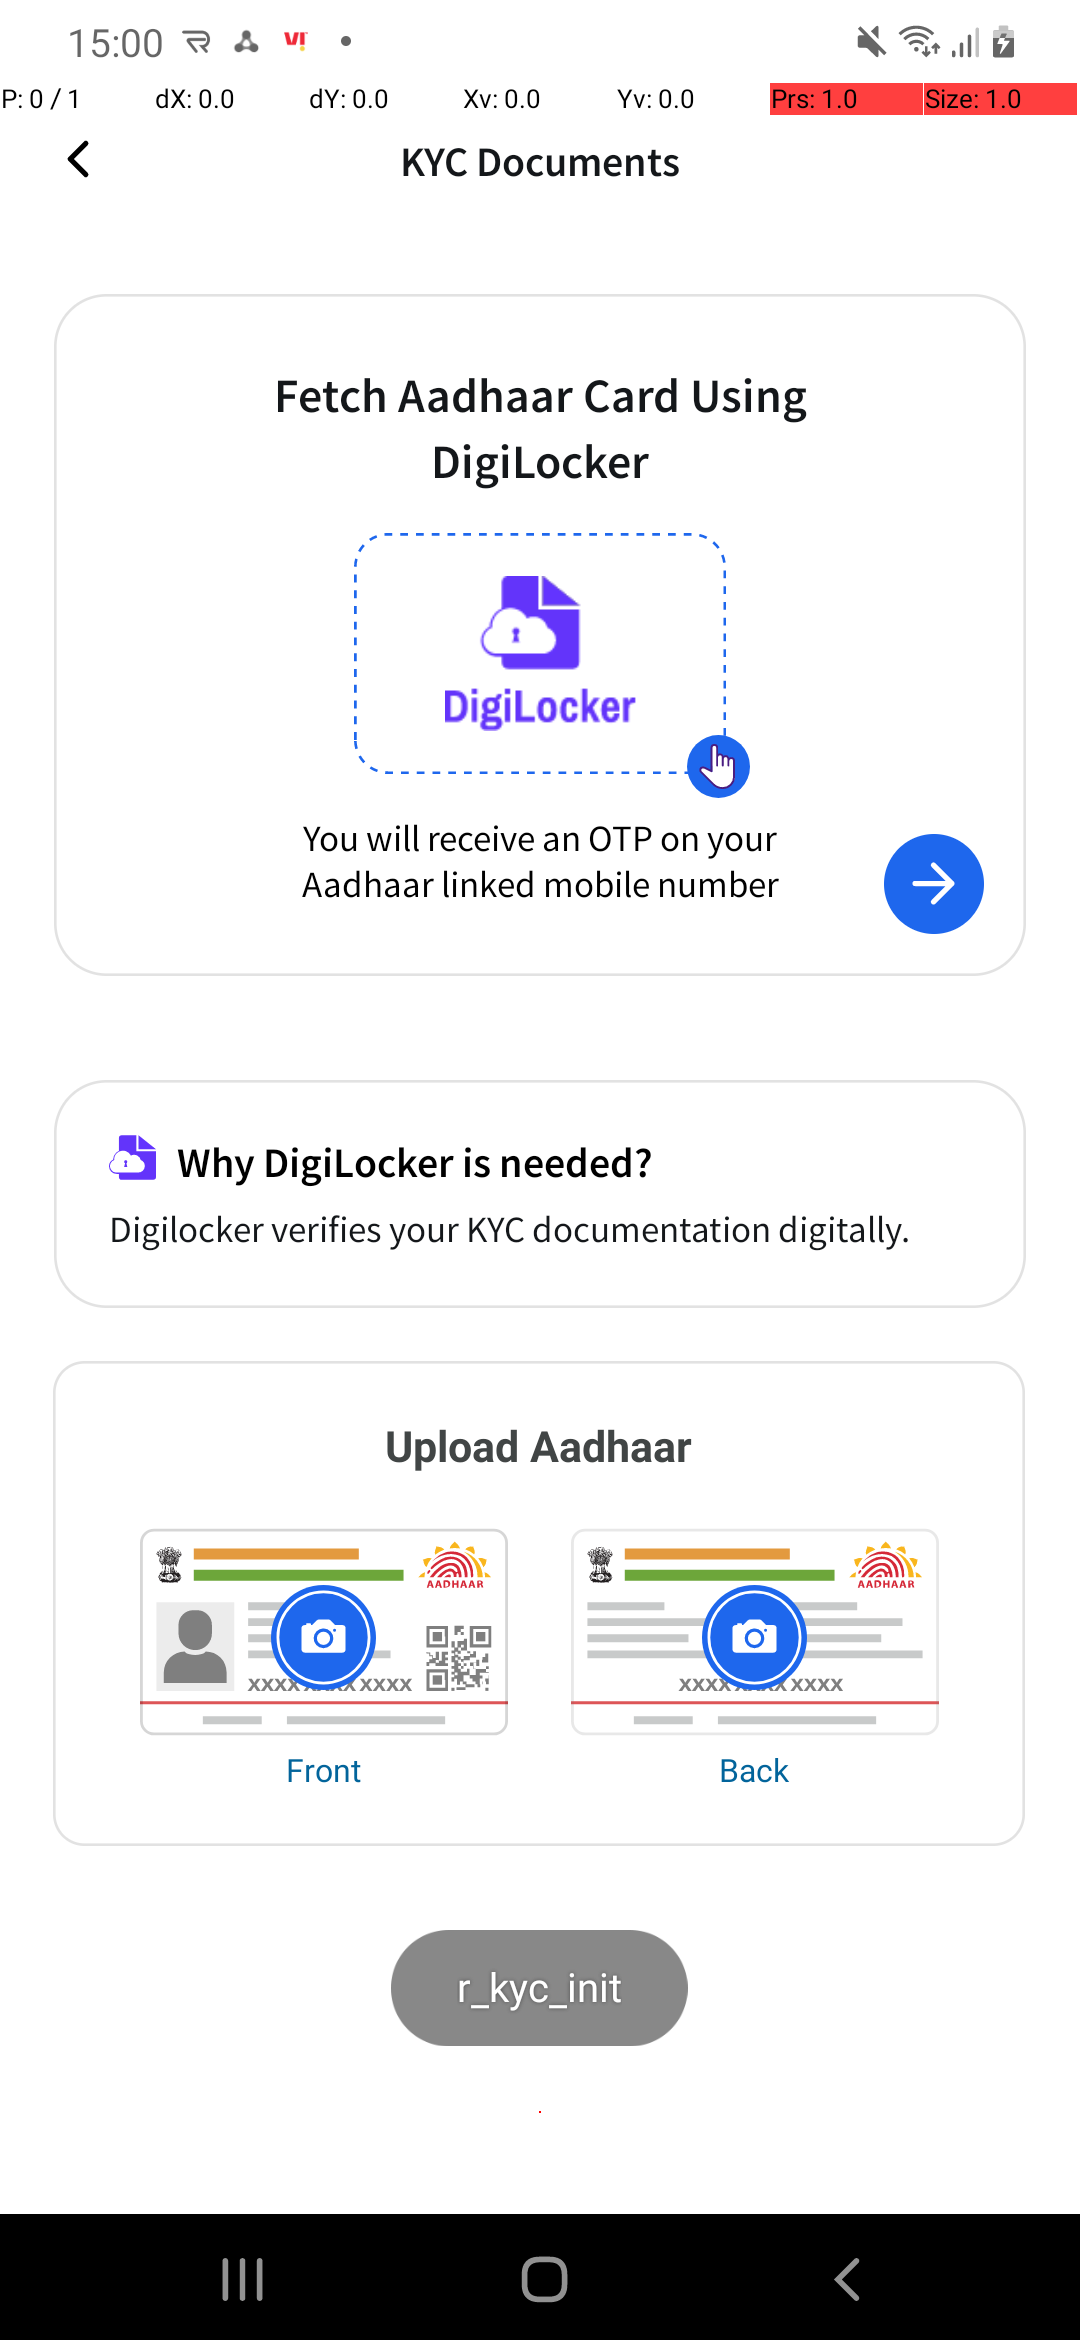 15:00
P: 0 / 1 dX: 0.0 dY: 0.0 Xv: 0.0 Yv: 0.0 Prs: 1.0 Size: 1.0
KYC Documents
Fetch Aadhaar Card Using
DigiLocker
DigiLocker
You will receive an OTP on your
Aadhaar linked mobile number
Why DigiLocker is needed?
Digilocker verifies your KYC documentation digitally.
Upload Aadhaar
AADHAAR
AADHAAR
XXXX XXXX XXXX
XXXX XXXX XXXX
Front
Back
r_kyc_init